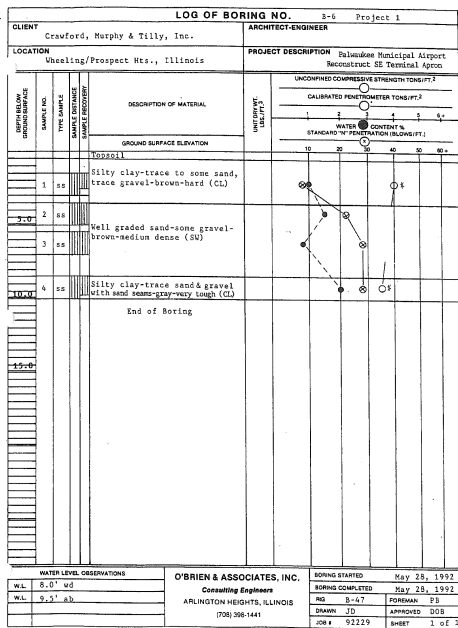 LOG OF BORING NO. B-6 Project 1
CLIENT
Crawford, Murphy & Tilly, Inc.
ARCHITECT-ENGINEER
LOCATION
Wheeling/Prospect Hts., Illinois
PROJECT DESCRIPTION Palwaukee Municipal Airport
Reconstruct SE Terminal Apron
DEPTH BELOW GROUND SURFACE
SAMPLE NO.
TYPE SAMPLE
SAMPLE DISTANCE
SAMPLE RECOVERY
DESCRIPTION OF MATERIAL
GROUND SURFACE ELEVATION
UNIT DRY WT. LBS./FT.3
UNCONFINED COMPRESSIVE STRENGTH TONS/FT.2
CALIBRATED PENETROMETER TONS/FT.2
1 2 3 4 5 6+
WATER CONTENT %
STANDARD "N" PENETRATION (BLOWS/FT.)
10 20 30 40 50 60+
Topsoil
1 ss Silty clay-trace to some sand,
trace gravel-brown-hard (CL)
5.0
2 ss
Well graded sand-some gravel-
brown-medium dense (SW)
3 ss
10.0
4 ss Silty clay-trace sand & gravel
with sand seams-gray-very tough (CL)
End of Boring
15.0
WATER LEVEL OBSERVATIONS
W.L. 8.0' wd
W.L. 9.5' ab
O'BRIEN & ASSOCIATES, INC.
Consulting Engineers
ARLINGTON HEIGHTS, ILLINOIS
(708) 398-1441
BORING STARTED May 28, 1992
BORING COMPLETED May 28, 1992
RIG B-47 FOREMAN PB
DRAWN JD APPROVED DOB
JOB # 92229 SHEET 1 of 1